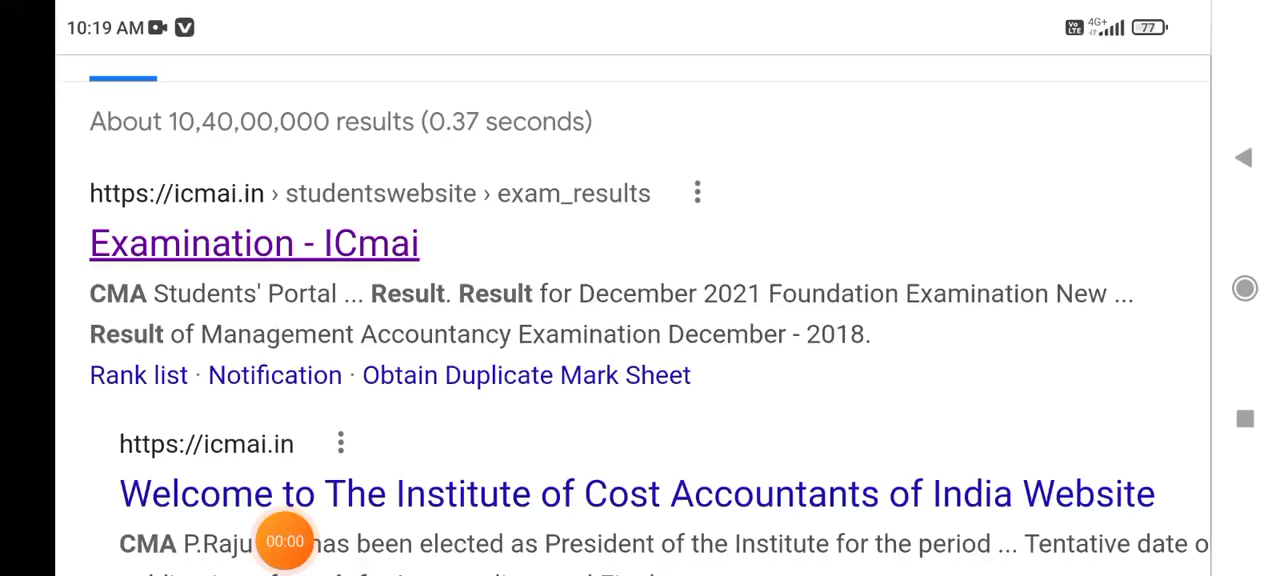 10:19 AM
4G+
Vo LTE
77
About 10,40,00,000 results (0.37 seconds)
https://icmai.in › studentswebsite › exam_results
Examination - ICmai
CMA Students' Portal ... Result. Result for December 2021 Foundation Examination New ...
Result of Management Accountancy Examination December - 2018.
Rank list · Notification · Obtain Duplicate Mark Sheet
https://icmai.in
Welcome to The Institute of Cost Accountants of India Website
CMA P.Raju 00:00 has been elected as President of the Institute for the period ... Tentative date o